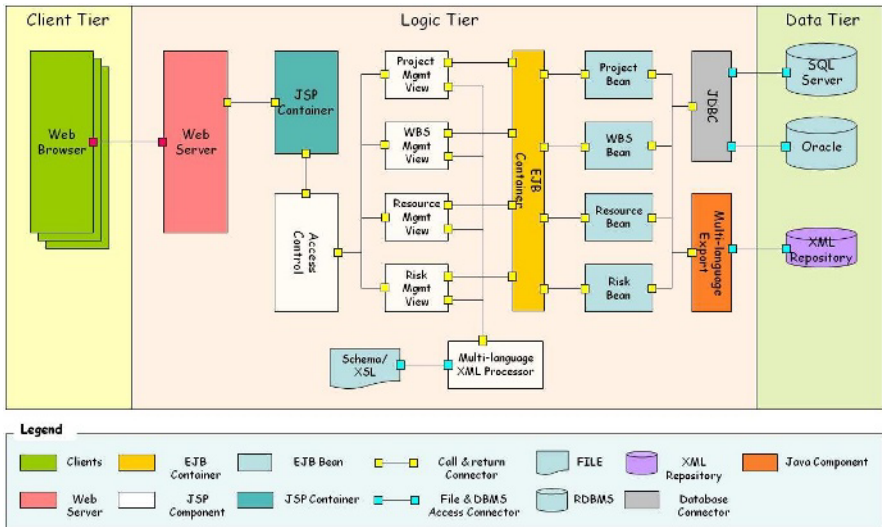 Client Tier
Logic Tier
Data Tier
Web
Browser
Web
Server
JSP
Container
Access
Control
Project
Mgmt
View
WBS
Mgmt
View
Resource
Mgmt
View
Risk
Mgmt
View
EJB
Container
Project
Bean
WBS
Bean
Resource
Bean
Risk
Bean
JDBC
Multi-language
Export
SQL
Server
Oracle
XML
Repository
Schema/
XSL
Multi-language
XML Processor
Legend
Clients
EJB
Container
EJB Bean
Call & return
Connector
FILE
XML
Repository
Java Component
Web
Server
JSP
Component
JSP Container
File & DBMS
Access Connector
RDBMS
Database
Connector